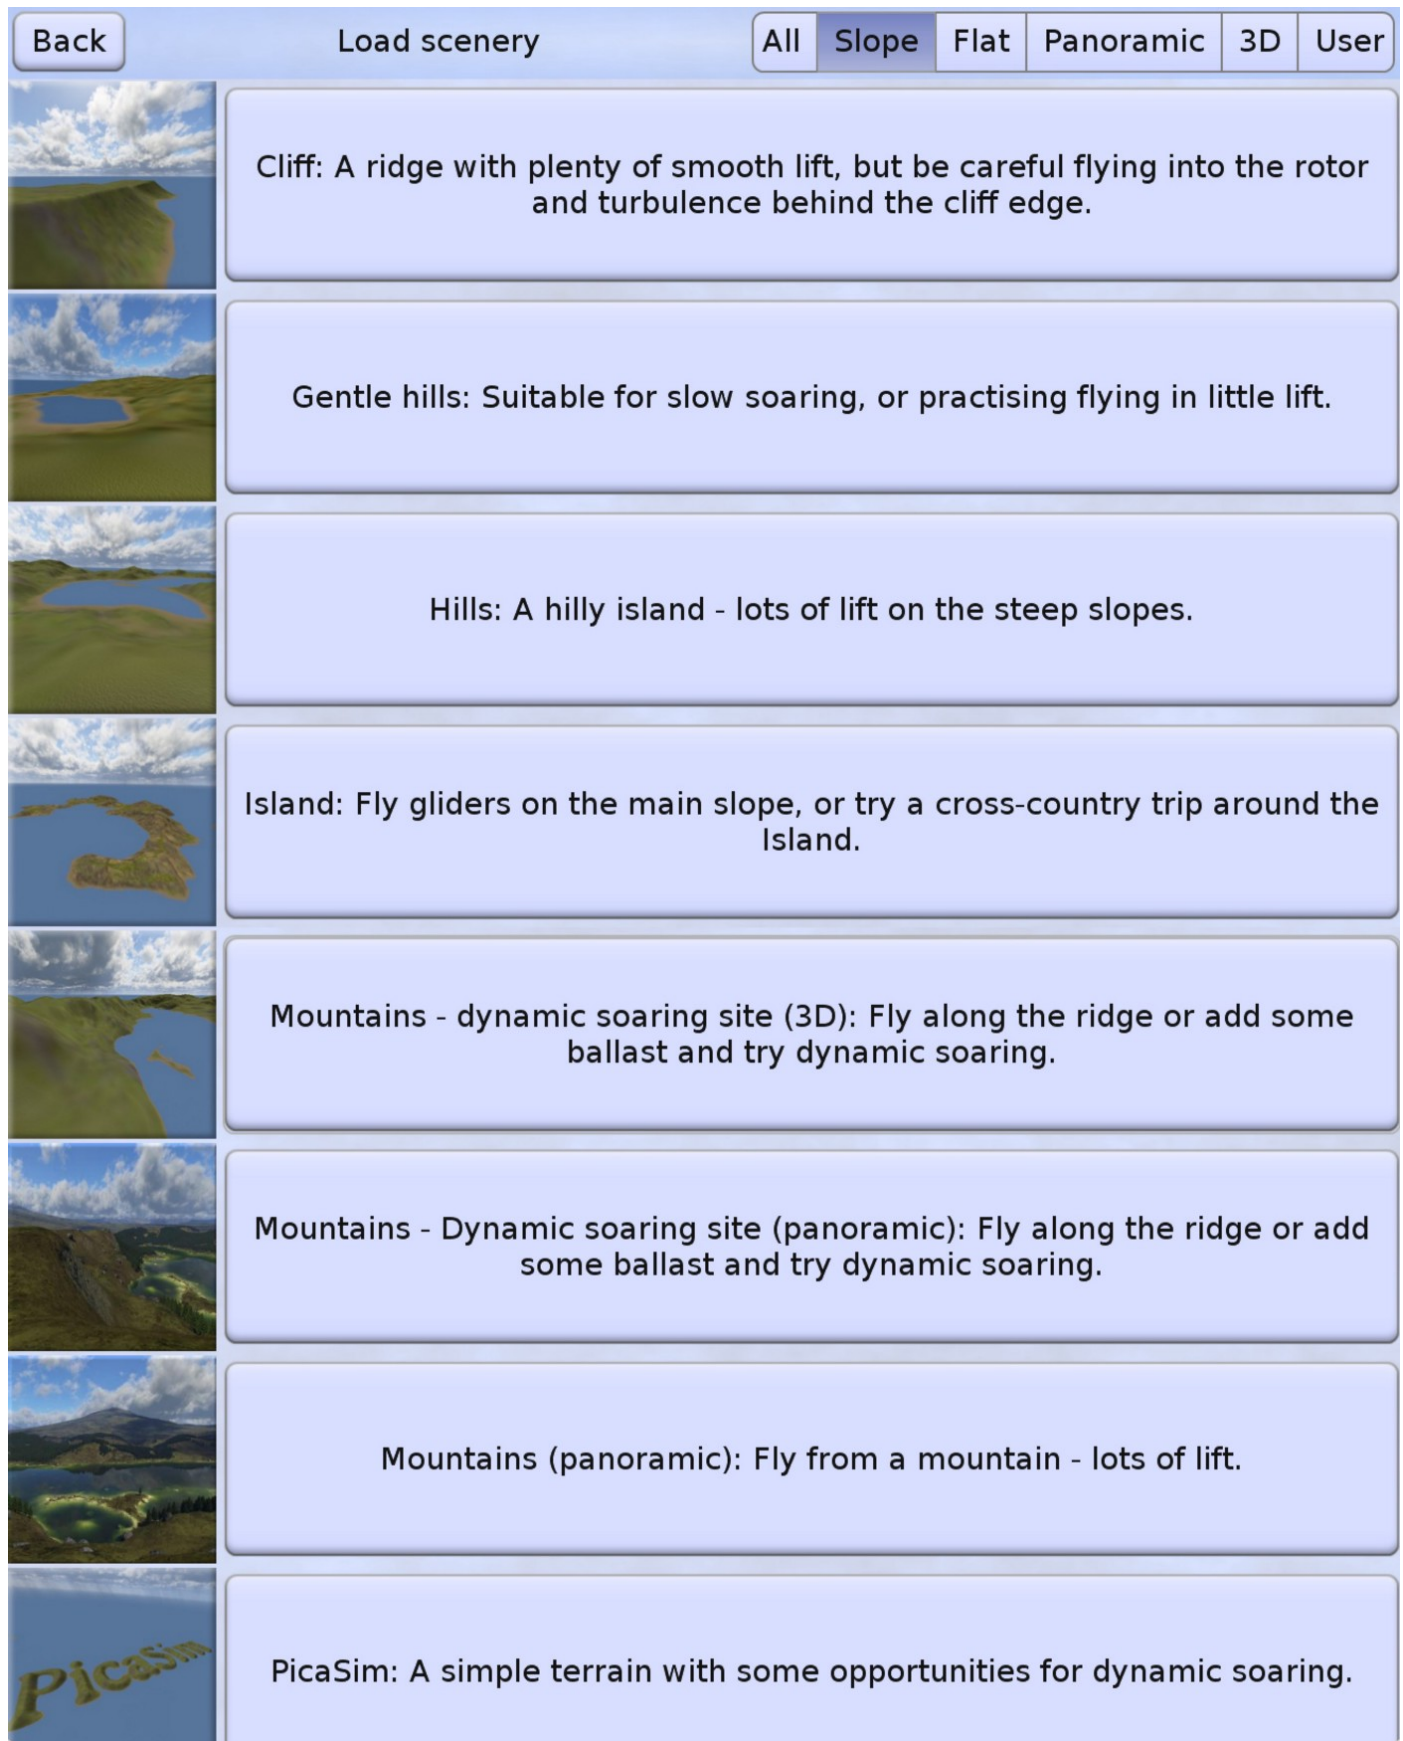 Back
Load scenery
All
Slope
Flat
Panoramic
3D
User
Cliff: A ridge with plenty of smooth lift, but be careful flying into the rotor
and turbulence behind the cliff edge.
Gentle hills: Suitable for slow soaring, or practising flying in little lift.
Hills: A hilly island - lots of lift on the steep slopes.
Island: Fly gliders on the main slope, or try a cross-country trip around the
Island.
Mountains - dynamic soaring site (3D): Fly along the ridge or add some
ballast and try dynamic soaring.
Mountains - Dynamic soaring site (panoramic): Fly along the ridge or add
some ballast and try dynamic soaring.
Mountains (panoramic): Fly from a mountain - lots of lift.
PicaSim
PicaSim: A simple terrain with some opportunities for dynamic soaring.